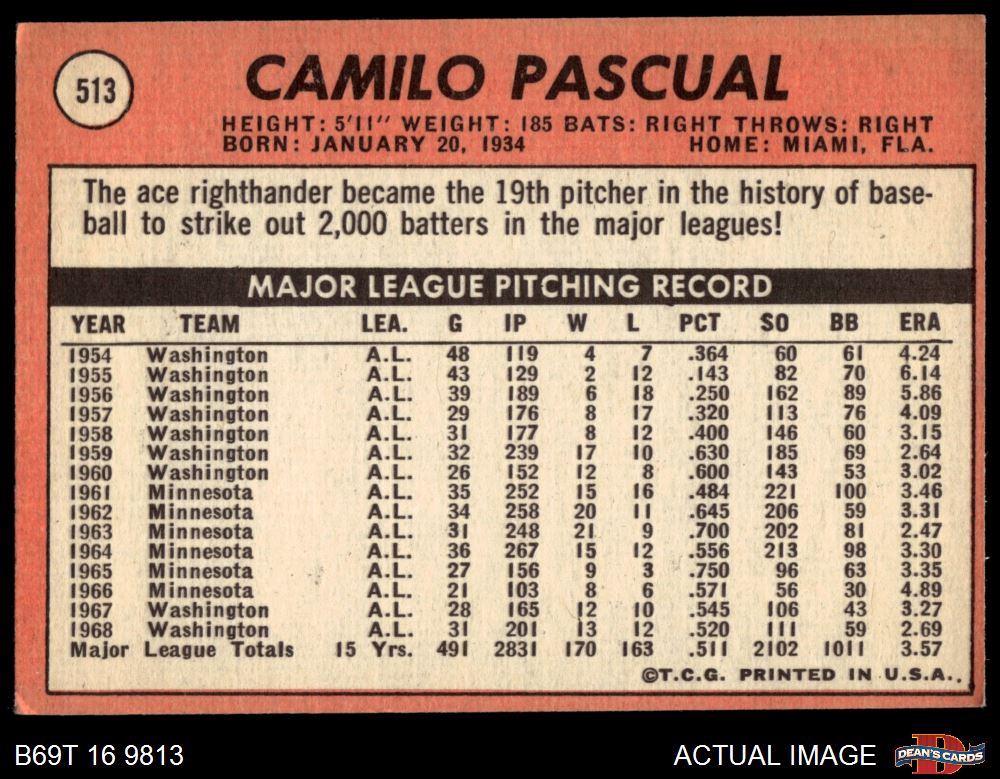 513
CAMILO PASCUAL
HEIGHT: 5'11" WEIGHT: 185 BATS: RIGHT THROWS: RIGHT
BORN: JANUARY 20, 1934 HOME: MIAMI, FLA.
The ace righthander became the 19th pitcher in the history of base-
ball to strike out 2,000 batters in the major leagues!
MAJOR LEAGUE PITCHING RECORD
YEAR TEAM LEA. G IP W L PCT SO BB ERA
1954 Washington A.L. 48 119 4 7 .364 60 61 4.24
1955 Washington A.L. 43 129 2 12 .143 82 70 6.14
1956 Washington A.L. 39 189 6 18 .250 162 89 5.86
1957 Washington A.L. 29 176 8 17 .320 113 76 4.09
1958 Washington A.L. 31 177 8 12 .400 146 60 3.15
1959 Washington A.L. 32 239 17 10 .630 185 69 2.64
1960 Washington A.L. 26 152 12 8 .600 143 53 3.02
1961 Minnesota A.L. 35 252 15 16 .484 221 100 3.46
1962 Minnesota A.L. 34 258 20 11 .645 206 59 3.31
1963 Minnesota A.L. 31 248 21 9 .700 202 81 2.47
1964 Minnesota A.L. 36 267 15 12 .556 213 98 3.30
1965 Minnesota A.L. 27 156 9 3 .750 96 63 3.35
1966 Minnesota A.L. 21 103 8 6 .571 56 30 4.89
1967 Washington A.L. 28 165 12 10 .545 106 43 3.27
1968 Washington A.L. 31 201 13 12 .520 111 59 2.69
Major League Totals 15 Yrs. 491 2831 170 163 .511 2102 1011 3.57
©T.C.G. PRINTED IN U.S.A.
B69T 16 9813 ACTUAL IMAGE DEAN'S CARDS